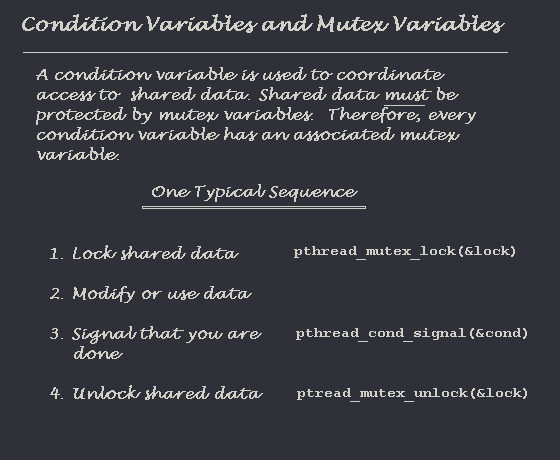 Condition Variables and Mutex Variables
A condition variable is used to coordinate
access to shared data. Shared data must be
protected by mutex variables. Therefore, every
condition variable has an associated mutex
variable.
One Typical Sequence
1. Lock shared data pthread_mutex_lock(&lock)
2. Modify or use data
3. Signal that you are pthread_cond_signal(&cond)
done
4. Unlock shared data ptread_mutex_unlock(&lock)